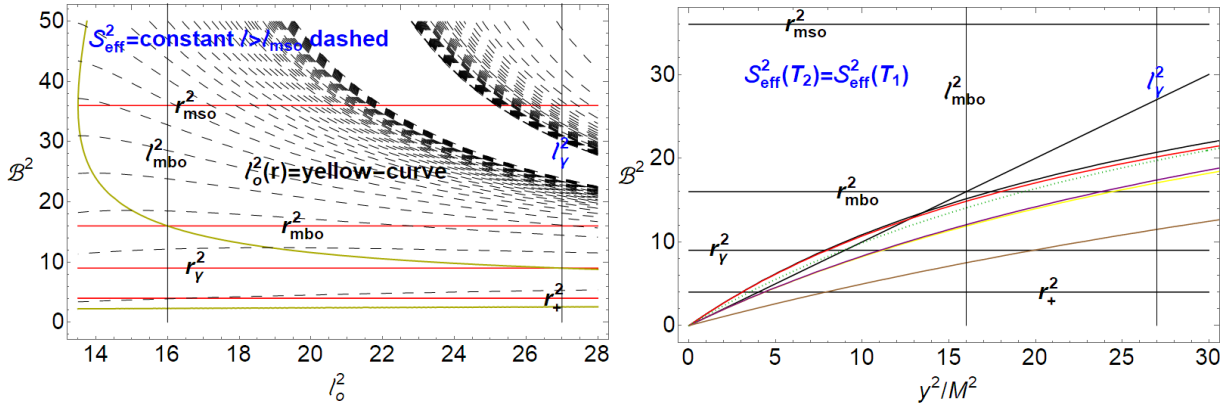 50
40
30
20
10
0
ℬ²
S²eff=constant l>lmso dashed
r²mso
l²mbo
l²γ
l²o(r)=yellow-curve
r²mbo
r²γ
r²+
14 16 18 20 22 24 26 28
l²o
30
20
10
0
ℬ²
r²mso
S²eff(T2)=S²eff(T1)
l²mbo
l²γ
r²mbo
r²γ
r²+
0 5 10 15 20 25 30
y²/M²